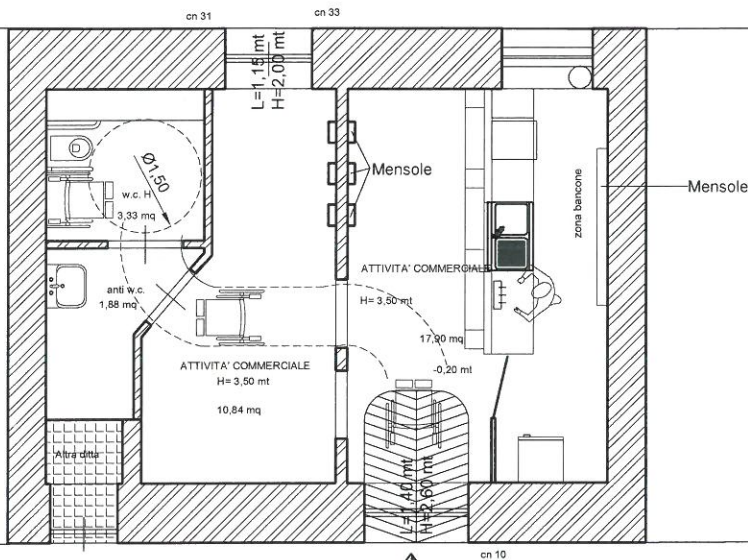 cn 31
cn 33
L=1,15 mt
H=2,00 mt
Ø1,50
w.c. H
3,33 mq
Mensole
zona bancone
Mensole
anti w.c.
1,88 mq
ATTIVITA' COMMERCIALE
H= 3,50 mt
17,90 mq
-0,20 mt
ATTIVITA' COMMERCIALE
H= 3,50 mt
10,84 mq
Altra ditta
L=1,40 mt
H=2,60 mt
cn 10